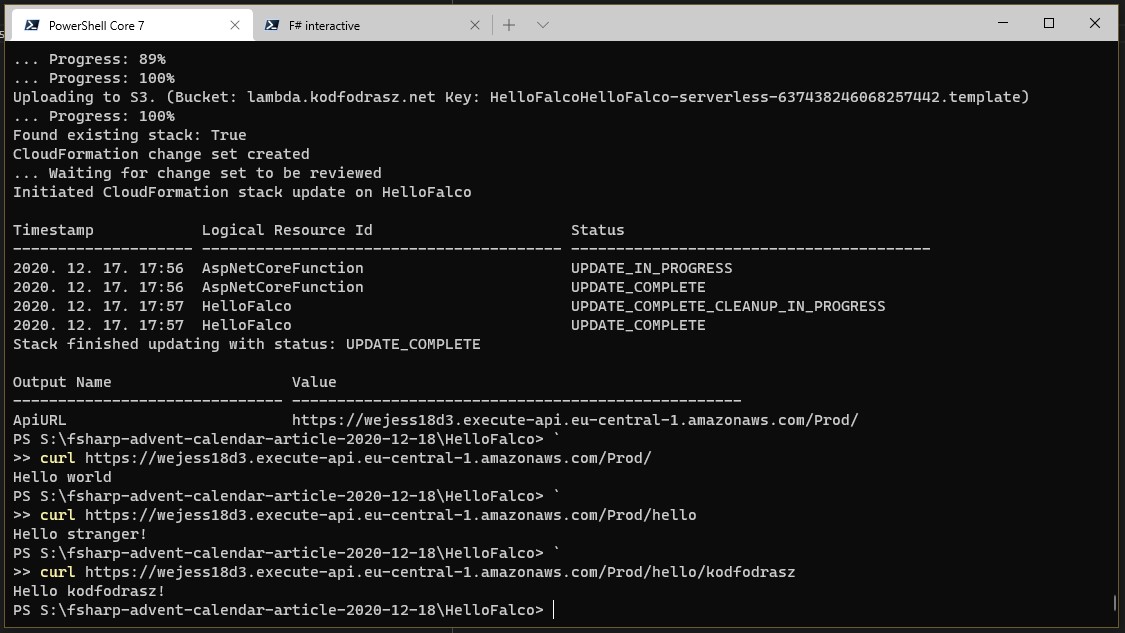 PowerShell Core 7
F# interactive
... Progress: 89%
... Progress: 100%
Uploading to S3. (Bucket: lambda.kodfodrasz.net Key: HelloFalcoHelloFalco-serverless-637438246068257442.template)
... Progress: 100%
Found existing stack: True
CloudFormation change set created
... Waiting for change set to be reviewed
Initiated CloudFormation stack update on HelloFalco
Timestamp Logical Resource Id Status
-------------------- ---------------------------------------- ----------------------------------------
2020. 12. 17. 17:56 AspNetCoreFunction UPDATE_IN_PROGRESS
2020. 12. 17. 17:56 AspNetCoreFunction UPDATE_COMPLETE
2020. 12. 17. 17:57 HelloFalco UPDATE_COMPLETE_CLEANUP_IN_PROGRESS
2020. 12. 17. 17:57 HelloFalco UPDATE_COMPLETE
Stack finished updating with status: UPDATE_COMPLETE
Output Name Value
------------------------------ --------------------------------------------------
ApiURL https://wejess18d3.execute-api.eu-central-1.amazonaws.com/Prod/
PS S:\fsharp-advent-calendar-article-2020-12-18\HelloFalco> `
>> curl https://wejess18d3.execute-api.eu-central-1.amazonaws.com/Prod/
Hello world
PS S:\fsharp-advent-calendar-article-2020-12-18\HelloFalco> `
>> curl https://wejess18d3.execute-api.eu-central-1.amazonaws.com/Prod/hello
Hello stranger!
PS S:\fsharp-advent-calendar-article-2020-12-18\HelloFalco> `
>> curl https://wejess18d3.execute-api.eu-central-1.amazonaws.com/Prod/hello/kodfodrasz
Hello kodfodrasz!
PS S:\fsharp-advent-calendar-article-2020-12-18\HelloFalco>